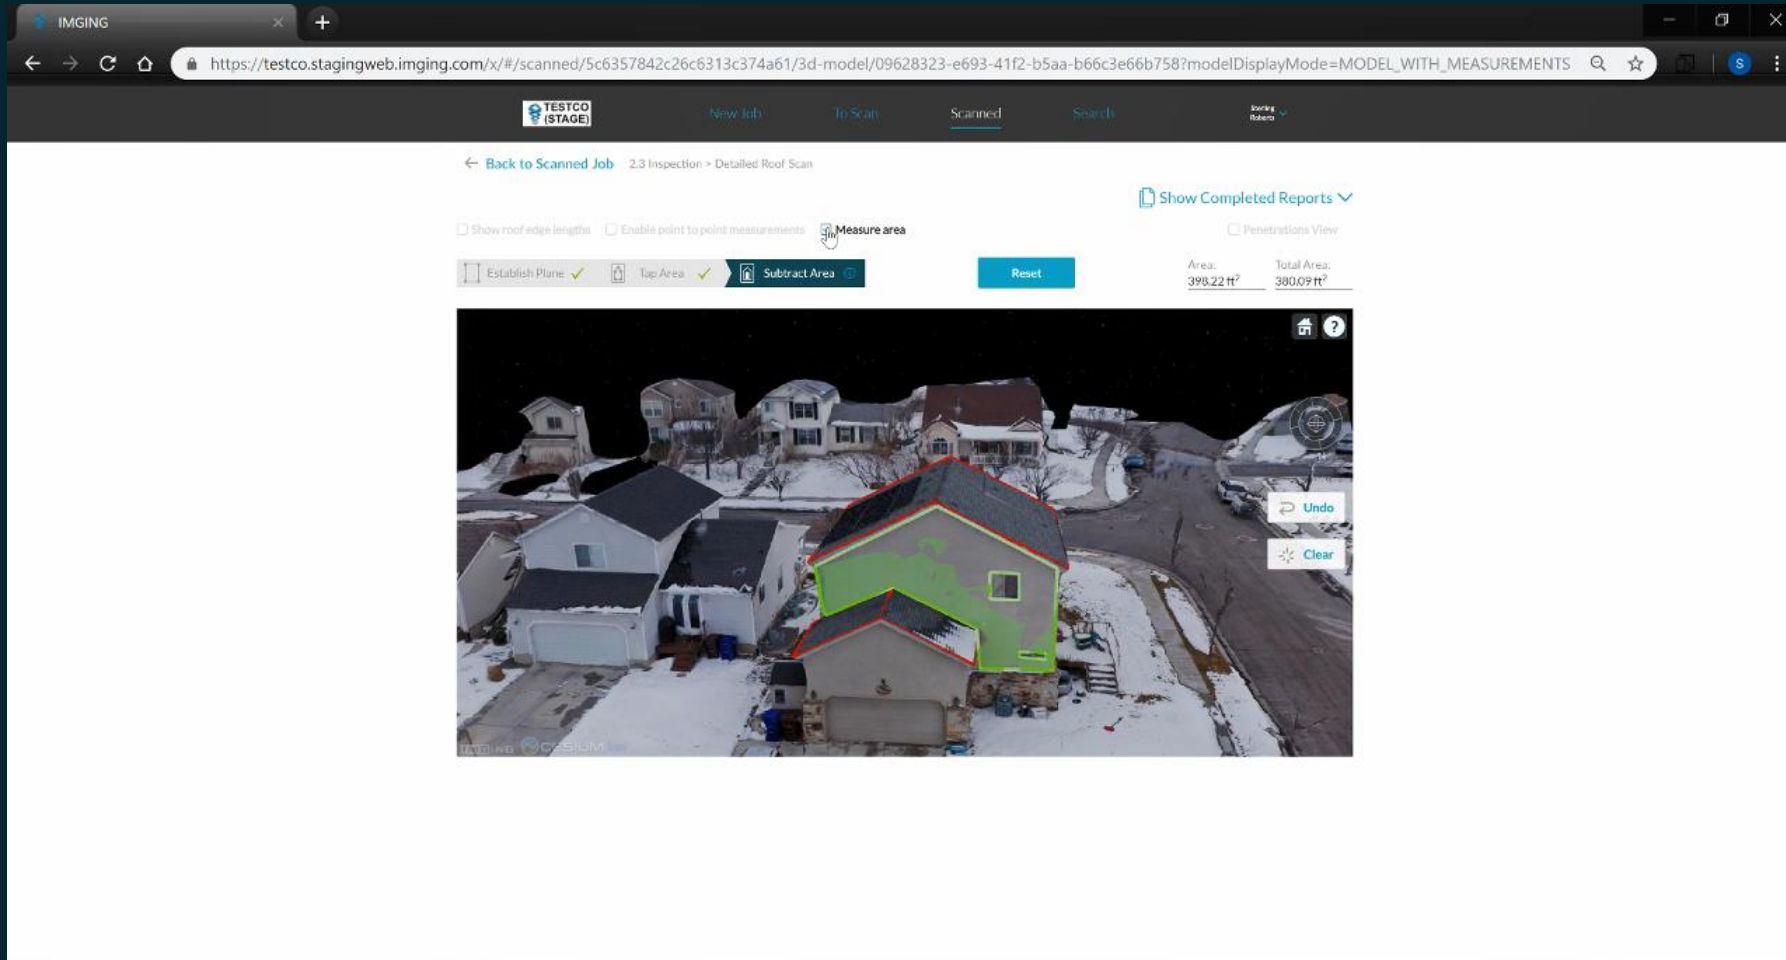 IMGING
https://testco.stagingweb.imging.com/x/#/scanned/5c6357842c26c6313c374a61/3d-model/09628323-e693-41f2-b5aa-b66c3e66b758?modelDisplayMode=MODEL_WITH_MEASUREMENTS
S
TESTCO
(STAGE)
New Job
To Scan
Scanned
Search
Sterling
Roberts
Back to Scanned Job
2.3 Inspection > Detailed Roof Scan
Show Completed Reports
Show roof edge lengths
Enable point to point measurements
Measure area
Penetrations View
Establish Plane
Tap Area
Subtract Area
Reset
Area:
398.22 ft²
Total Area:
380.09 ft²
?
Undo
Clear
CESIUM